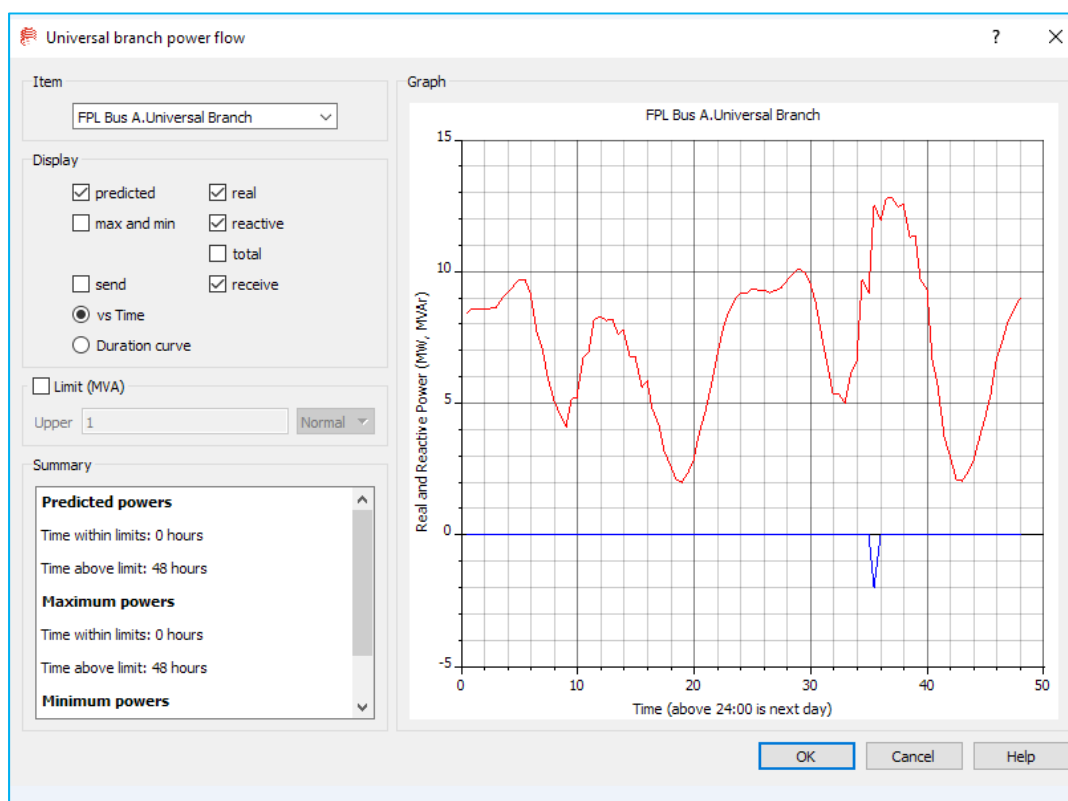 Universal branch power flow
?
Item
FPL Bus A.Universal Branch
Display
predicted
real
max and min
reactive
total
send
receive
vs Time
Duration curve
Limit (MVA)
Upper
1
Normal
Summary
Predicted powers
Time within limits: 0 hours
Time above limit: 48 hours
Maximum powers
Time within limits: 0 hours
Time above limit: 48 hours
Minimum powers
Graph
FPL Bus A.Universal Branch
Real and Reactive Power (MW, MVAr)
15
10
5
0
-5
0 10 20 30 40 50
Time (above 24:00 is next day)
OK
Cancel
Help